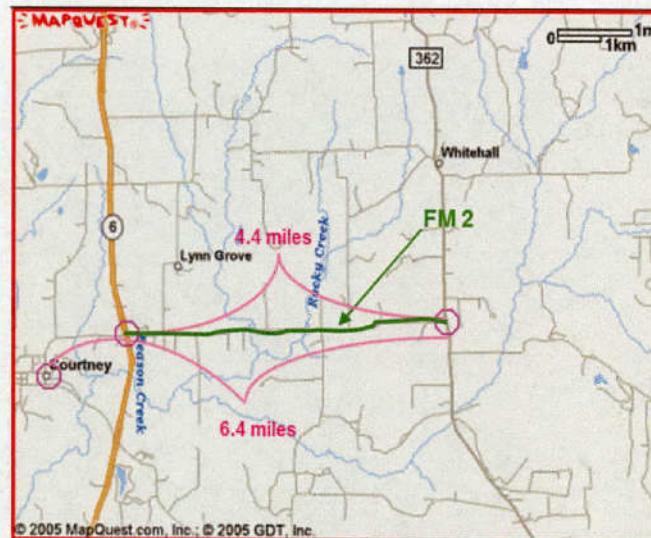 MAPQUEST
0 1m
1km
362
Whitehall
FM 2
6
4.4 miles
Lynn Grove
Rocky Creek
Beason Creek
Courtney
6.4 miles
© 2005 MapQuest.com, Inc.; © 2005 GDT, Inc.